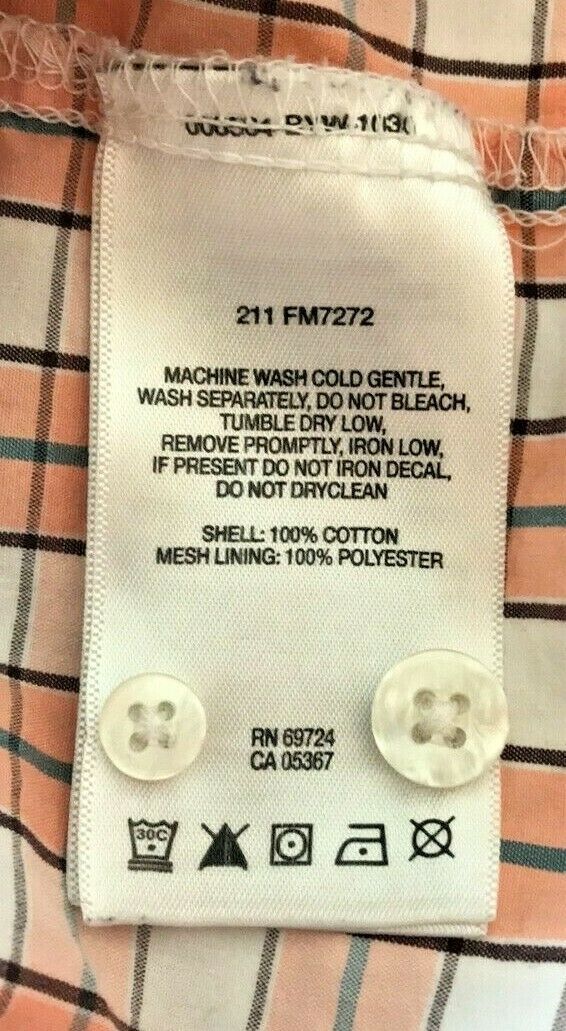 211 FM7272
MACHINE WASH COLD GENTLE,
WASH SEPARATELY, DO NOT BLEACH,
TUMBLE DRY LOW,
REMOVE PROMPTLY, IRON LOW,
IF PRESENT DO NOT IRON DECAL,
DO NOT DRYCLEAN
SHELL: 100% COTTON
MESH LINING: 100% POLYESTER
RN 69724
CA 05367
30C